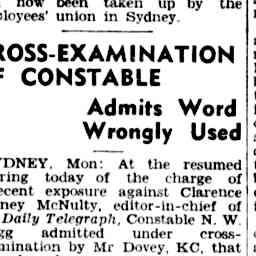 now been taken up by the
loyees' union in Sydney.
ROSS-EXAMINATION
F CONSTABLE
Admits Word
Wrongly Used
YDNEY, Mon: At the resumed
ring today of the charge of
ecent exposure against Clarence
ney McNulty, editor-in-chief of
Daily Telegraph, Constable N. W.
gg admitted under cross-
mination by Mr Dovey, KC, that